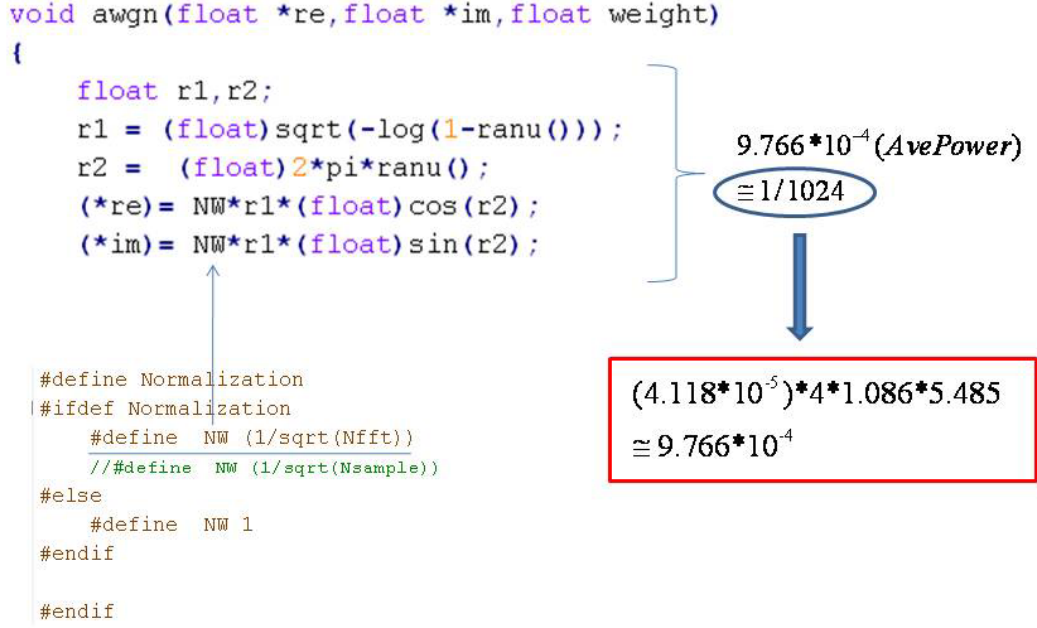 void awgn(float *re,float *im,float weight)
{
float r1,r2;
r1 = (float)sqrt(-log(1-ranu()));
r2 =  (float)2*pi*ranu();
(*re)= NW*r1*(float)cos(r2);
(*im)= NW*r1*(float)sin(r2);
9.766*10⁻⁴(AvePower)
≅1/1024
#define Normalization
#ifdef Normalization
#define  NW (1/sqrt(Nfft))
//#define  NW (1/sqrt(Nsample))
#else
#define  NW 1
#endif
#endif
(4.118*10⁻⁵)*4*1.086*5.485
≅9.766*10⁻⁴